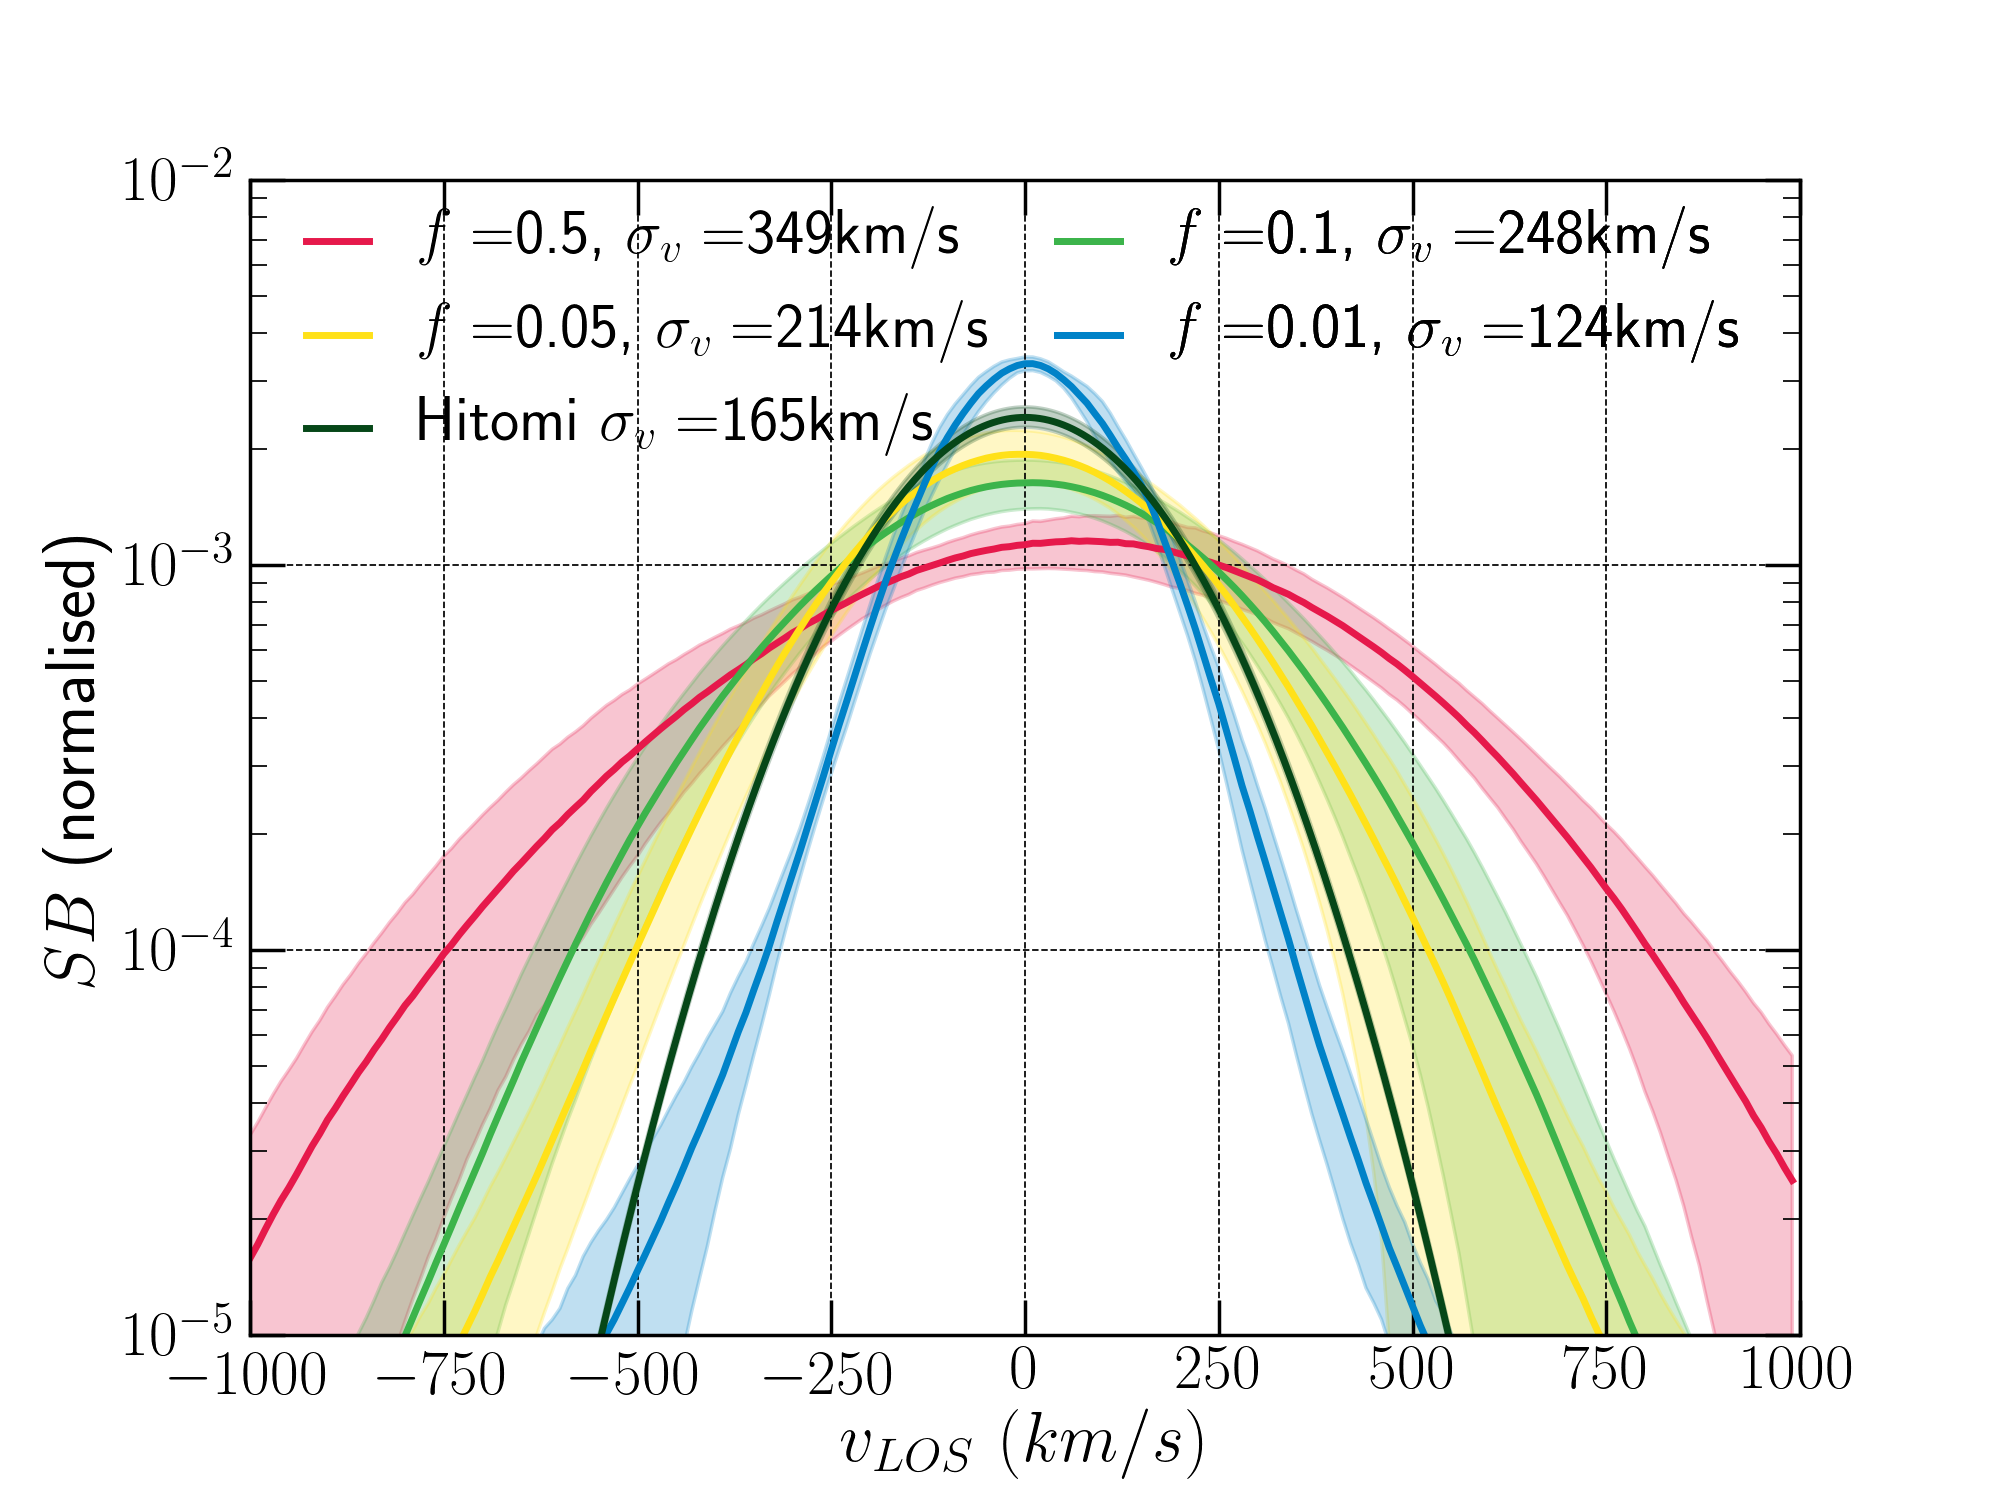 10⁻²
f =0.5, σ_v =349km/s
f =0.1, σ_v =248km/s
f =0.05, σ_v =214km/s
f =0.01, σ_v =124km/s
Hitomi σ_v =165km/s
10⁻³
10⁻⁴
10⁻⁵
SB (normalised)
−1000 −750 −500 −250 0 250 500 750 1000
v_LOS (km/s)